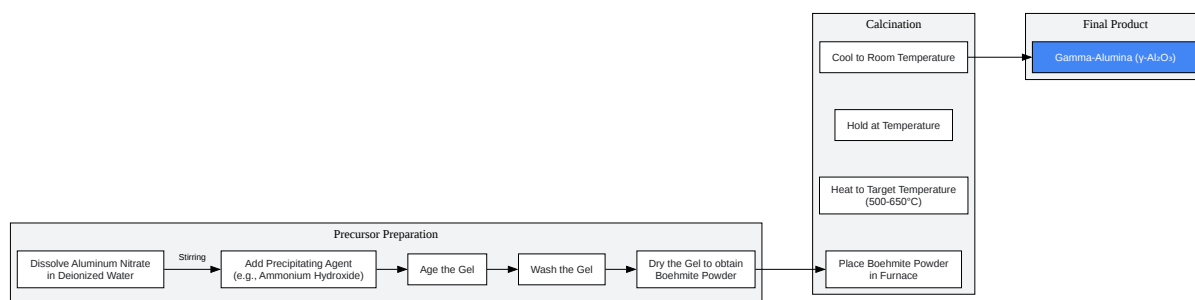 Precursor Preparation
Dissolve Aluminum Nitrate
in Deionized Water
Stirring
Add Precipitating Agent
(e.g., Ammonium Hydroxide)
Age the Gel
Wash the Gel
Dry the Gel to obtain
Boehmite Powder
Calcination
Place Boehmite Powder
in Furnace
Heat to Target Temperature
(500-650°C)
Hold at Temperature
Cool to Room Temperature
Final Product
Gamma-Alumina (γ-Al₂O₃)